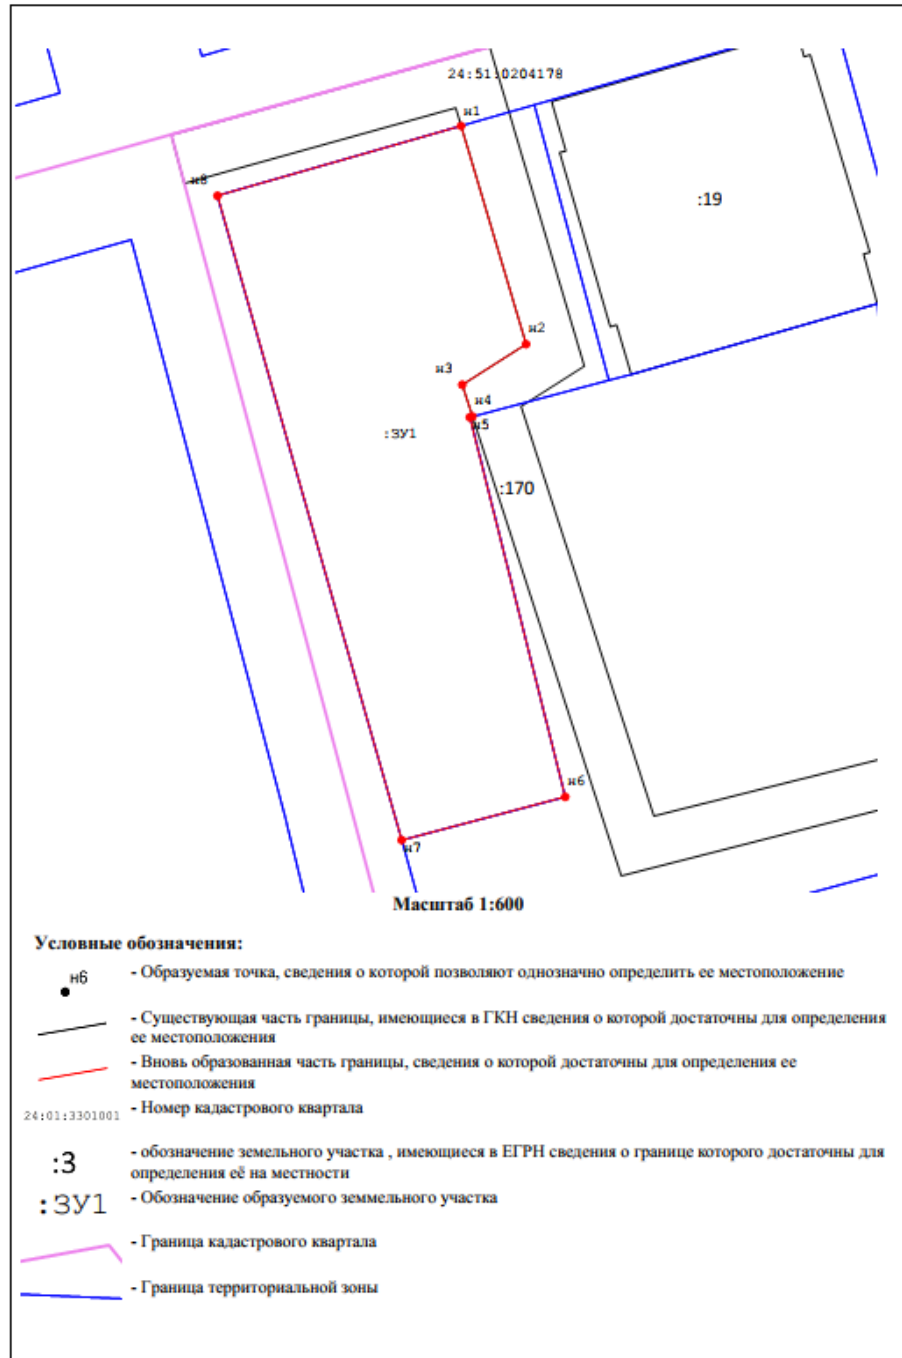 24:51:0204178
н1
н8
:19
н2
н3
н4
н5
:ЗУ1
:170
н6
н7
Масштаб 1:600
Условные обозначения:
н6
- Образуемая точка, сведения о которой позволяют однозначно определить ее местоположение
- Существующая часть границы, имеющиеся в ГКН сведения о которой достаточны для определения
ее местоположения
- Вновь образованная часть границы, сведения о которой достаточны для определения ее
местоположения
24:01:3301001
- Номер кадастрового квартала
:3
- обозначение земельного участка , имеющиеся в ЕГРН сведения о границе которого достаточны для
определения её на местности
:ЗУ1
- Обозначение образуемого земмельного участка
- Граница кадастрового квартала
- Граница территориальной зоны